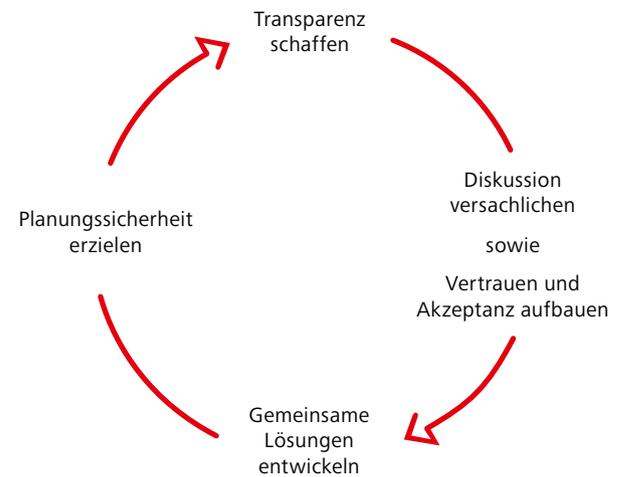 Transparenz
schaffen
Diskussion
versachlichen
sowie
Vertrauen und
Akzeptanz aufbauen
Gemeinsame
Lösungen
entwickeln
Planungssicherheit
erzielen